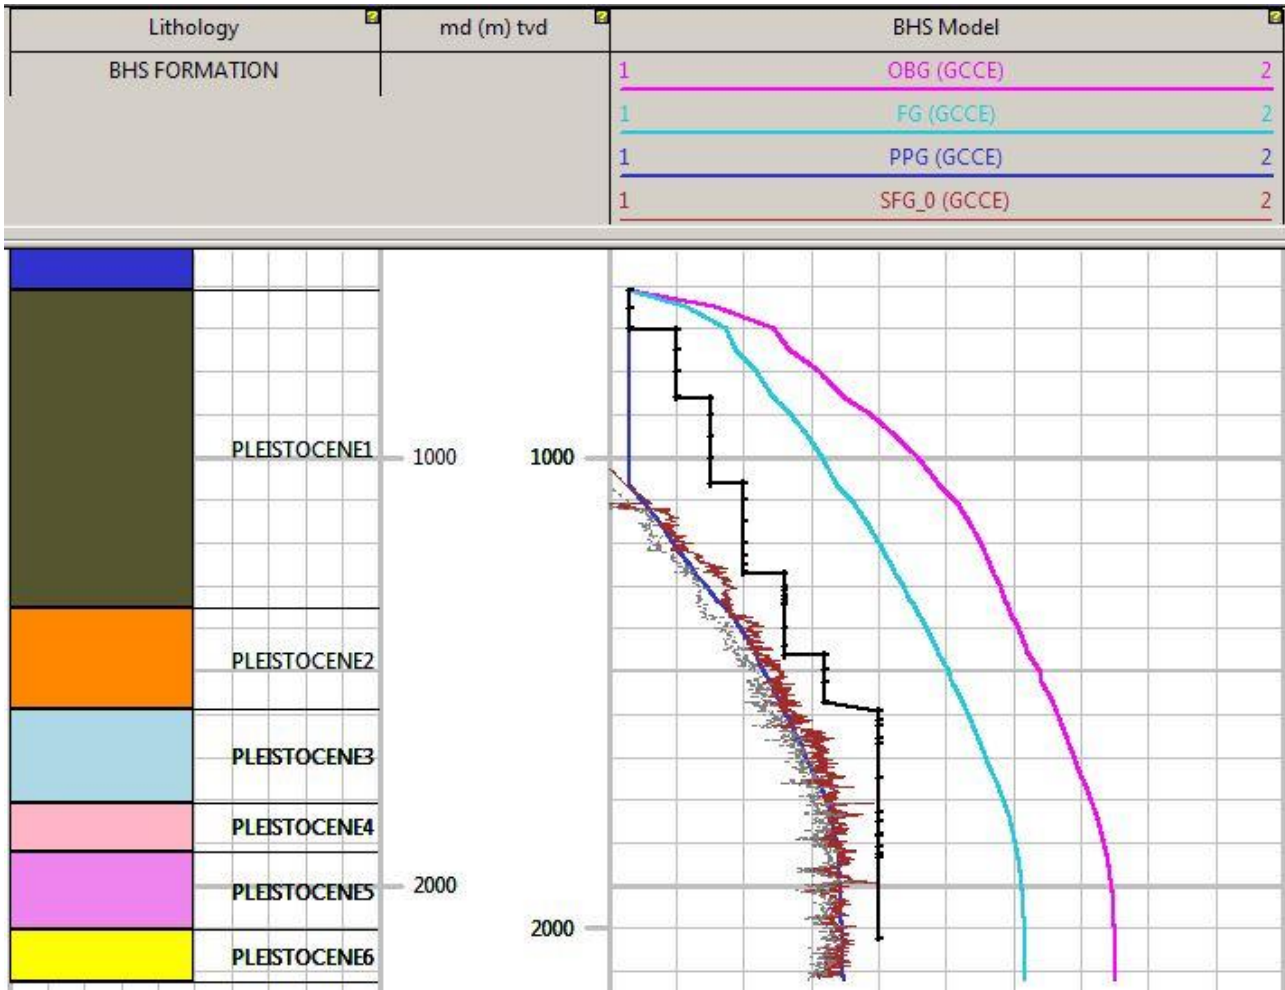 Lithology ? md (m) tvd ? BHS Model ?
BHS FORMATION
1 OBG (GCCE) 2
1 FG (GCCE) 2
1 PPG (GCCE) 2
1 SFG_0 (GCCE) 2
PLEISTOCENE1 1000 1000
PLEISTOCENE2
PLEISTOCENE3
PLEISTOCENE4
PLEISTOCENE5 2000
2000
PLEISTOCENE6